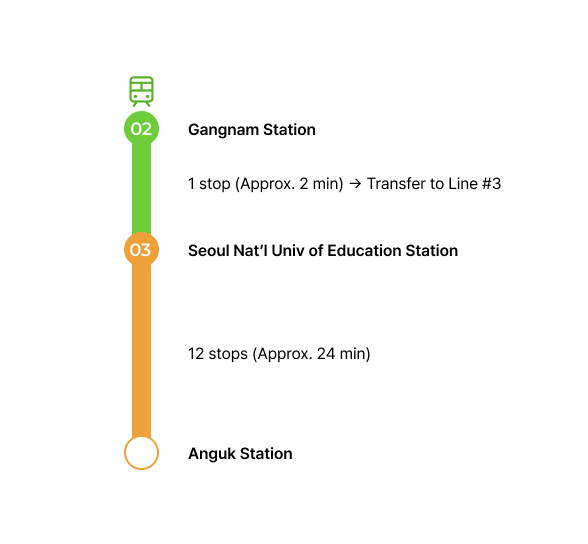 02
Gangnam Station
1 stop (Approx. 2 min) → Transfer to Line #3
03
Seoul Nat’l Univ of Education Station
12 stops (Approx. 24 min)
Anguk Station